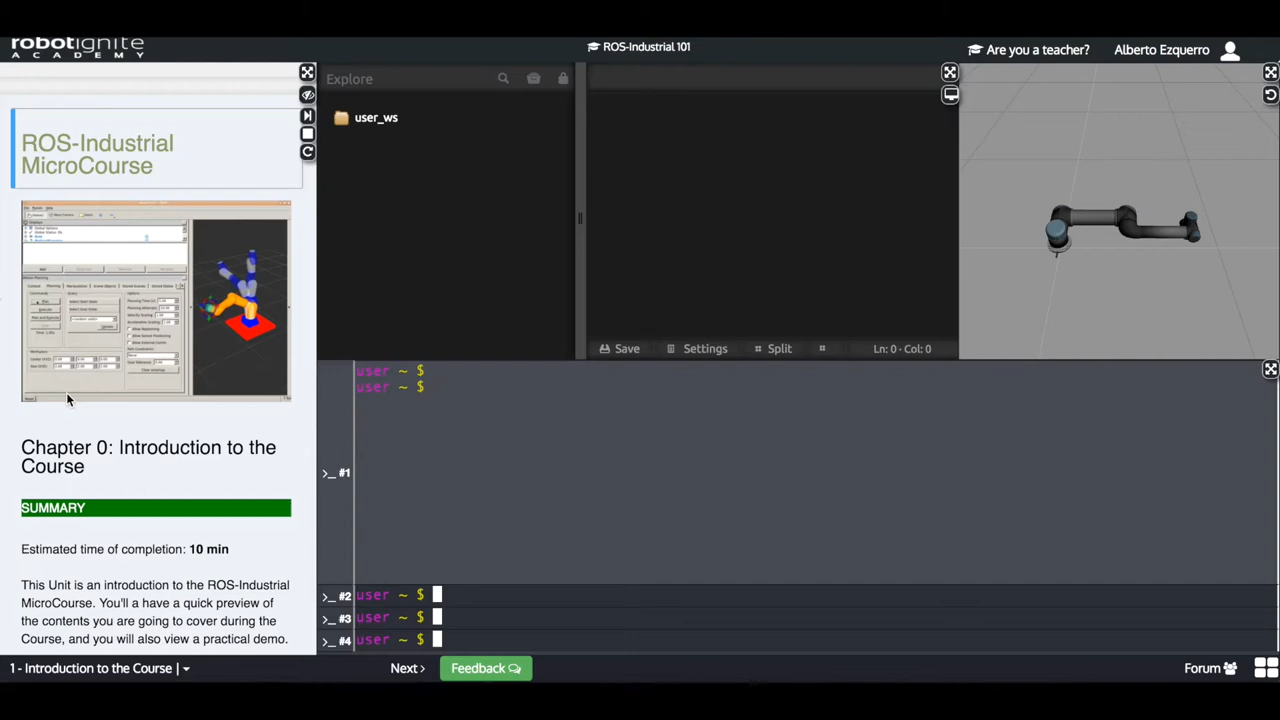 robotignite
ACADEMY
ROS-Industrial 101
Are you a teacher?
Alberto Ezquerro
ROS-Industrial
MicroCourse
Chapter 0: Introduction to the
Course
SUMMARY
Estimated time of completion: 10 min
This Unit is an introduction to the ROS-Industrial
MicroCourse. You'll a have a quick preview of
the contents you are going to cover during the
Course, and you will also view a practical demo.
Explore
user_ws
Save
Settings
Split
Ln: 0 - Col: 0
user ~ $
user ~ $
>_ #1
>_ #2 user ~ $
>_ #3 user ~ $
>_ #4 user ~ $
1 - Introduction to the Course |
Next
Feedback
Forum